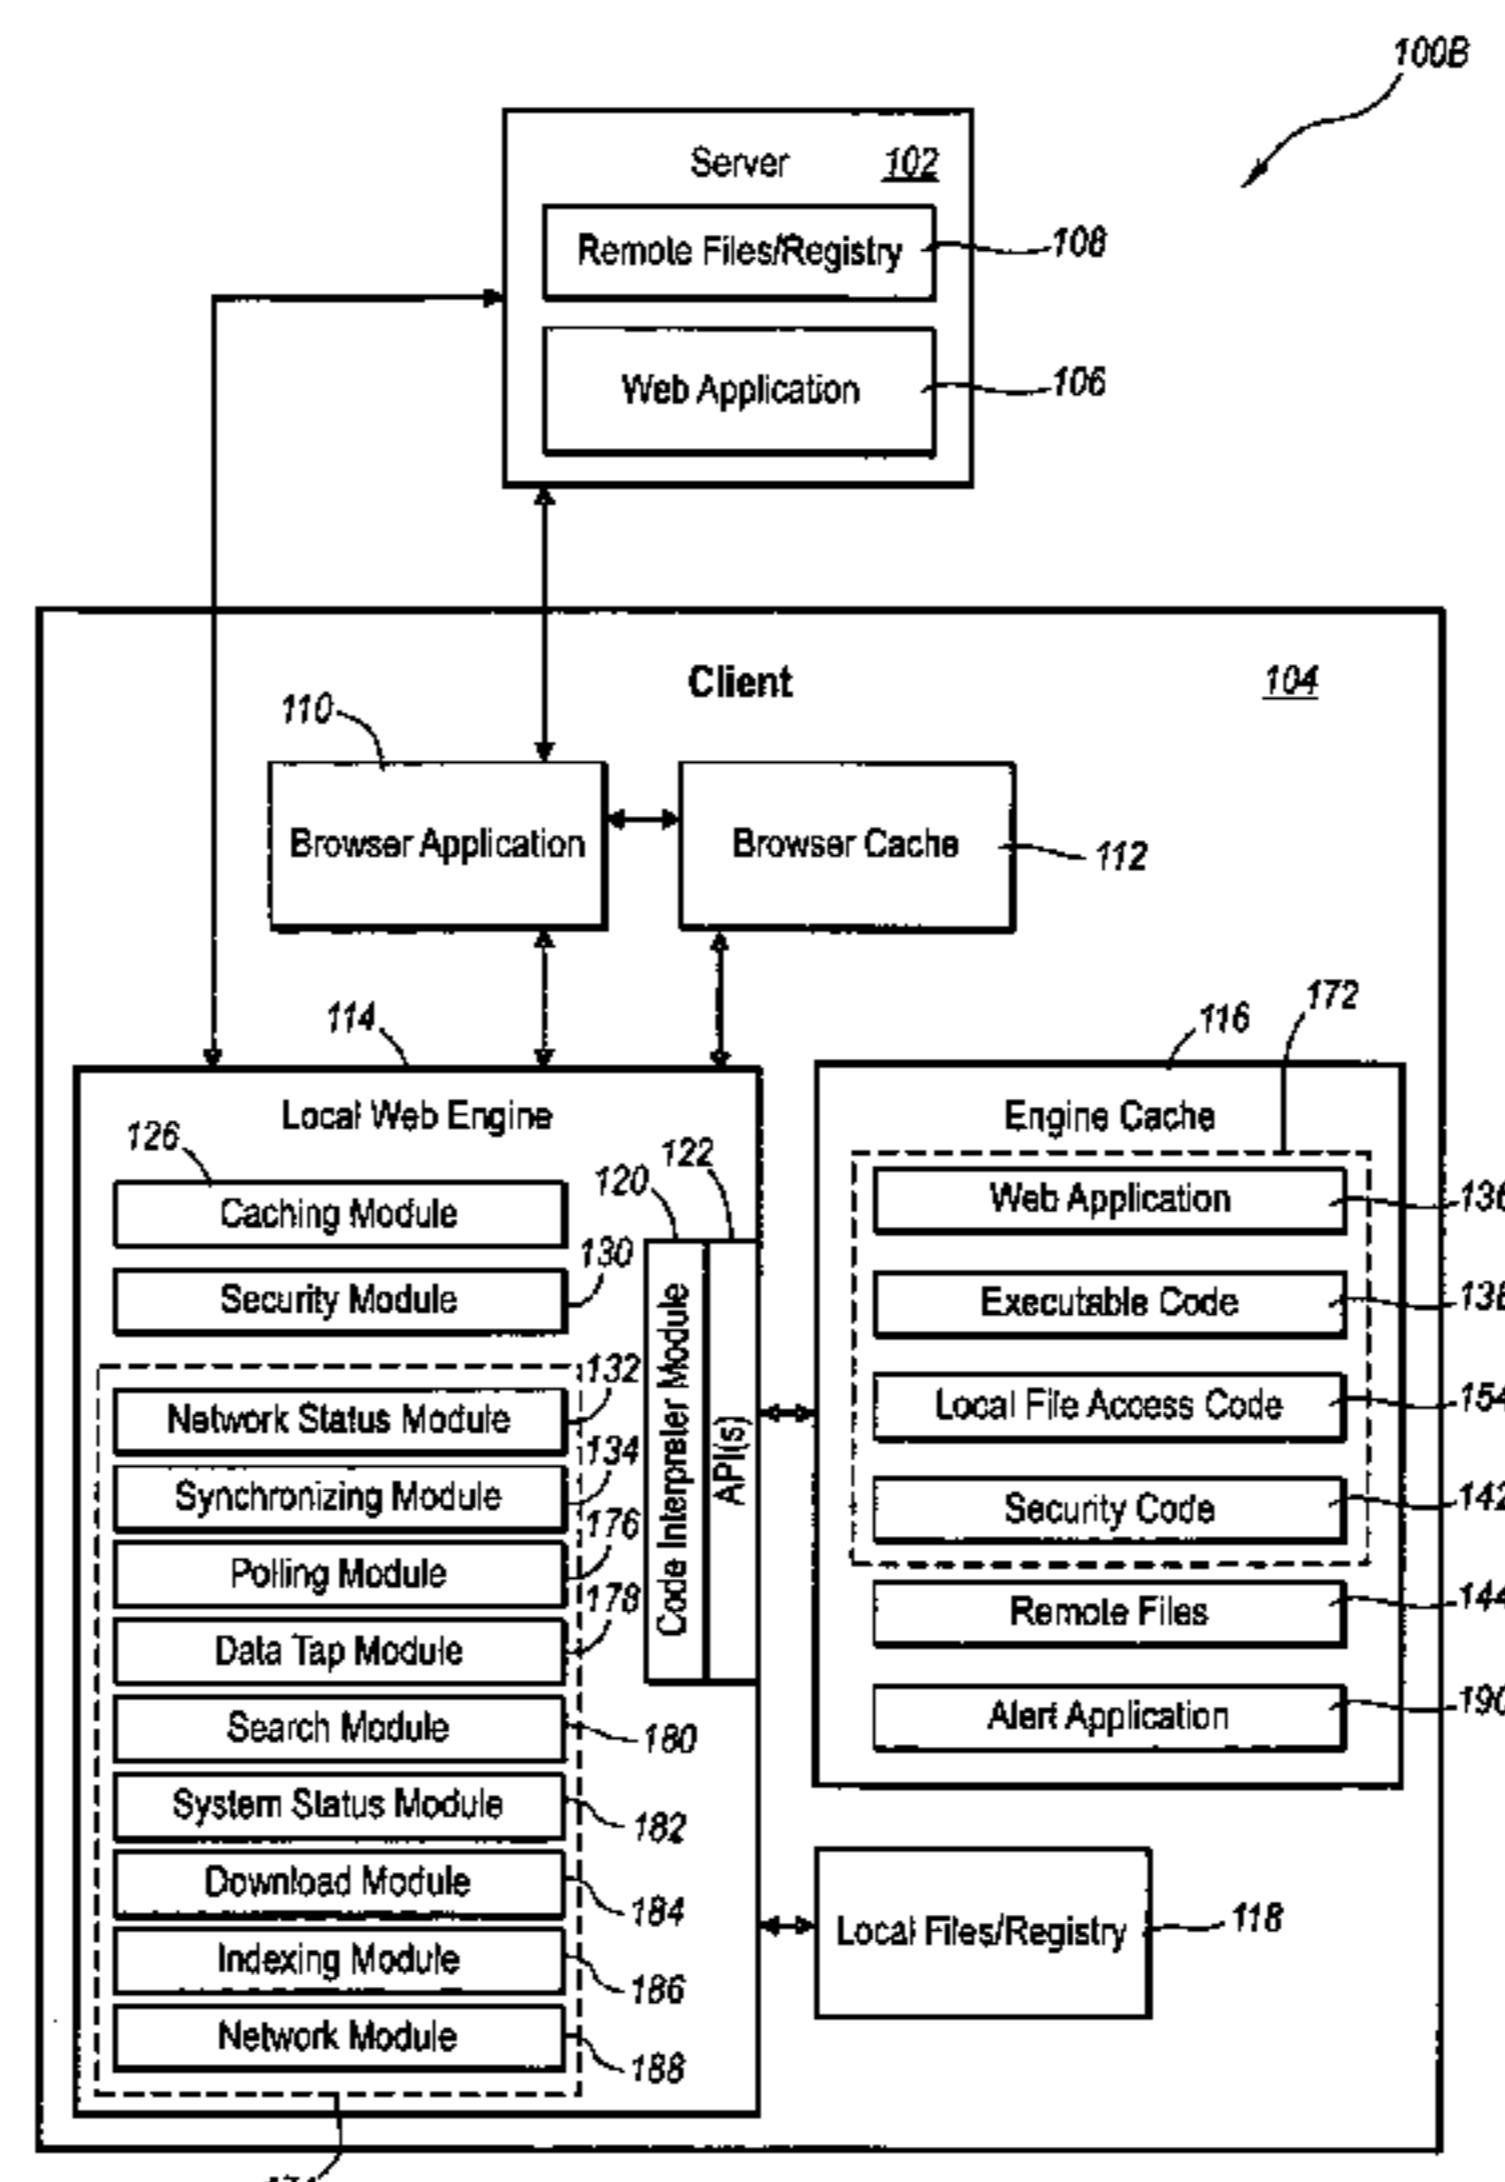 100B
Server 102
Remote Files/Registry
108
Web Application
106
Client
104
110
Browser Application
Browser Cache
112
114
116
172
Local Web Engine
Engine Cache
126
120
122
Caching Module
130
Security Module
132
Network Status Module
134
Synchronizing Module
176
Polling Module
178
Data Tap Module
Search Module
180
System Status Module
182
Download Module
184
Indexing Module
186
Network Module
188
Code Interpreter Module
API(s)
Web Application
Executable Code
Local File Access Code
154
Security Code
142
Remote Files
144
Alert Application
190
Local Files/Registry
118